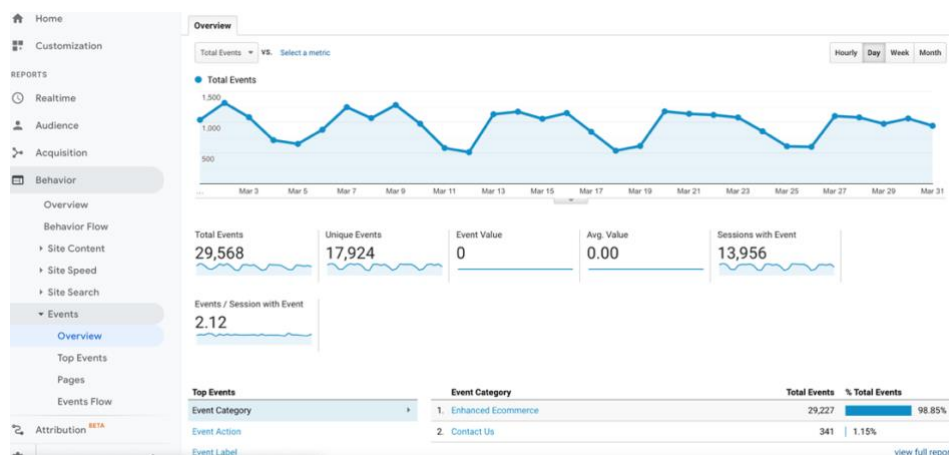 Home
Customization
REPORTS
Realtime
Audience
Acquisition
Behavior
Overview
Behavior Flow
Site Content
Site Speed
Site Search
Events
Overview
Top Events
Pages
Events Flow
Attribution BETA
Overview
Total Events VS. Select a metric
Hourly Day Week Month
Total Events
1,500
1,000
500
... Mar 3 Mar 5 Mar 7 Mar 9 Mar 11 Mar 13 Mar 15 Mar 17 Mar 19 Mar 21 Mar 23 Mar 25 Mar 27 Mar 29 Mar 31
Total Events Unique Events Event Value Avg. Value Sessions with Event
29,568 17,924 0 0.00 13,956
Events / Session with Event
2.12
Top Events Event Category Total Events % Total Events
Event Category 1. Enhanced Ecommerce 29,227 98.85%
Event Action 2. Contact Us 341 1.15%
Event Label view full repo